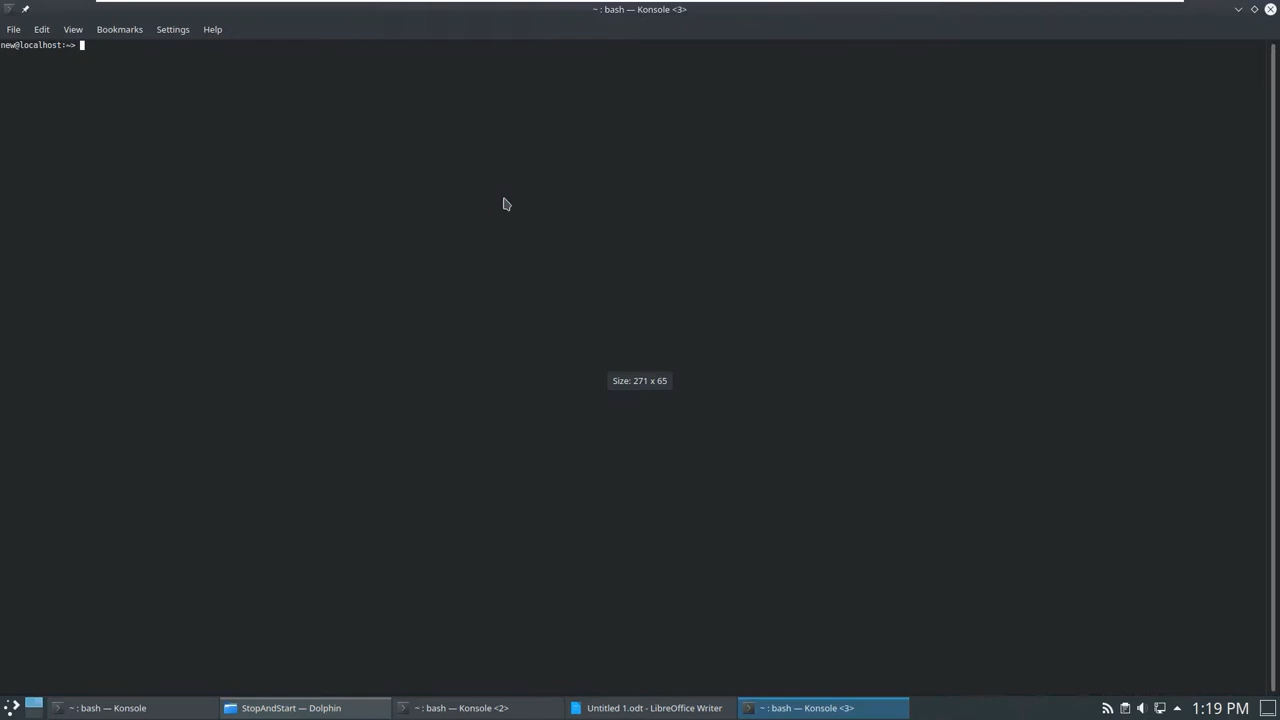 ~ : bash — Konsole <3>
File Edit View Bookmarks Settings Help
new@localhost:~>
Size: 271 x 65
~ : bash — Konsole StopAndStart — Dolphin ~ : bash — Konsole <2> Untitled 1.odt - LibreOffice Writer ~ : bash — Konsole <3> 1:19 PM